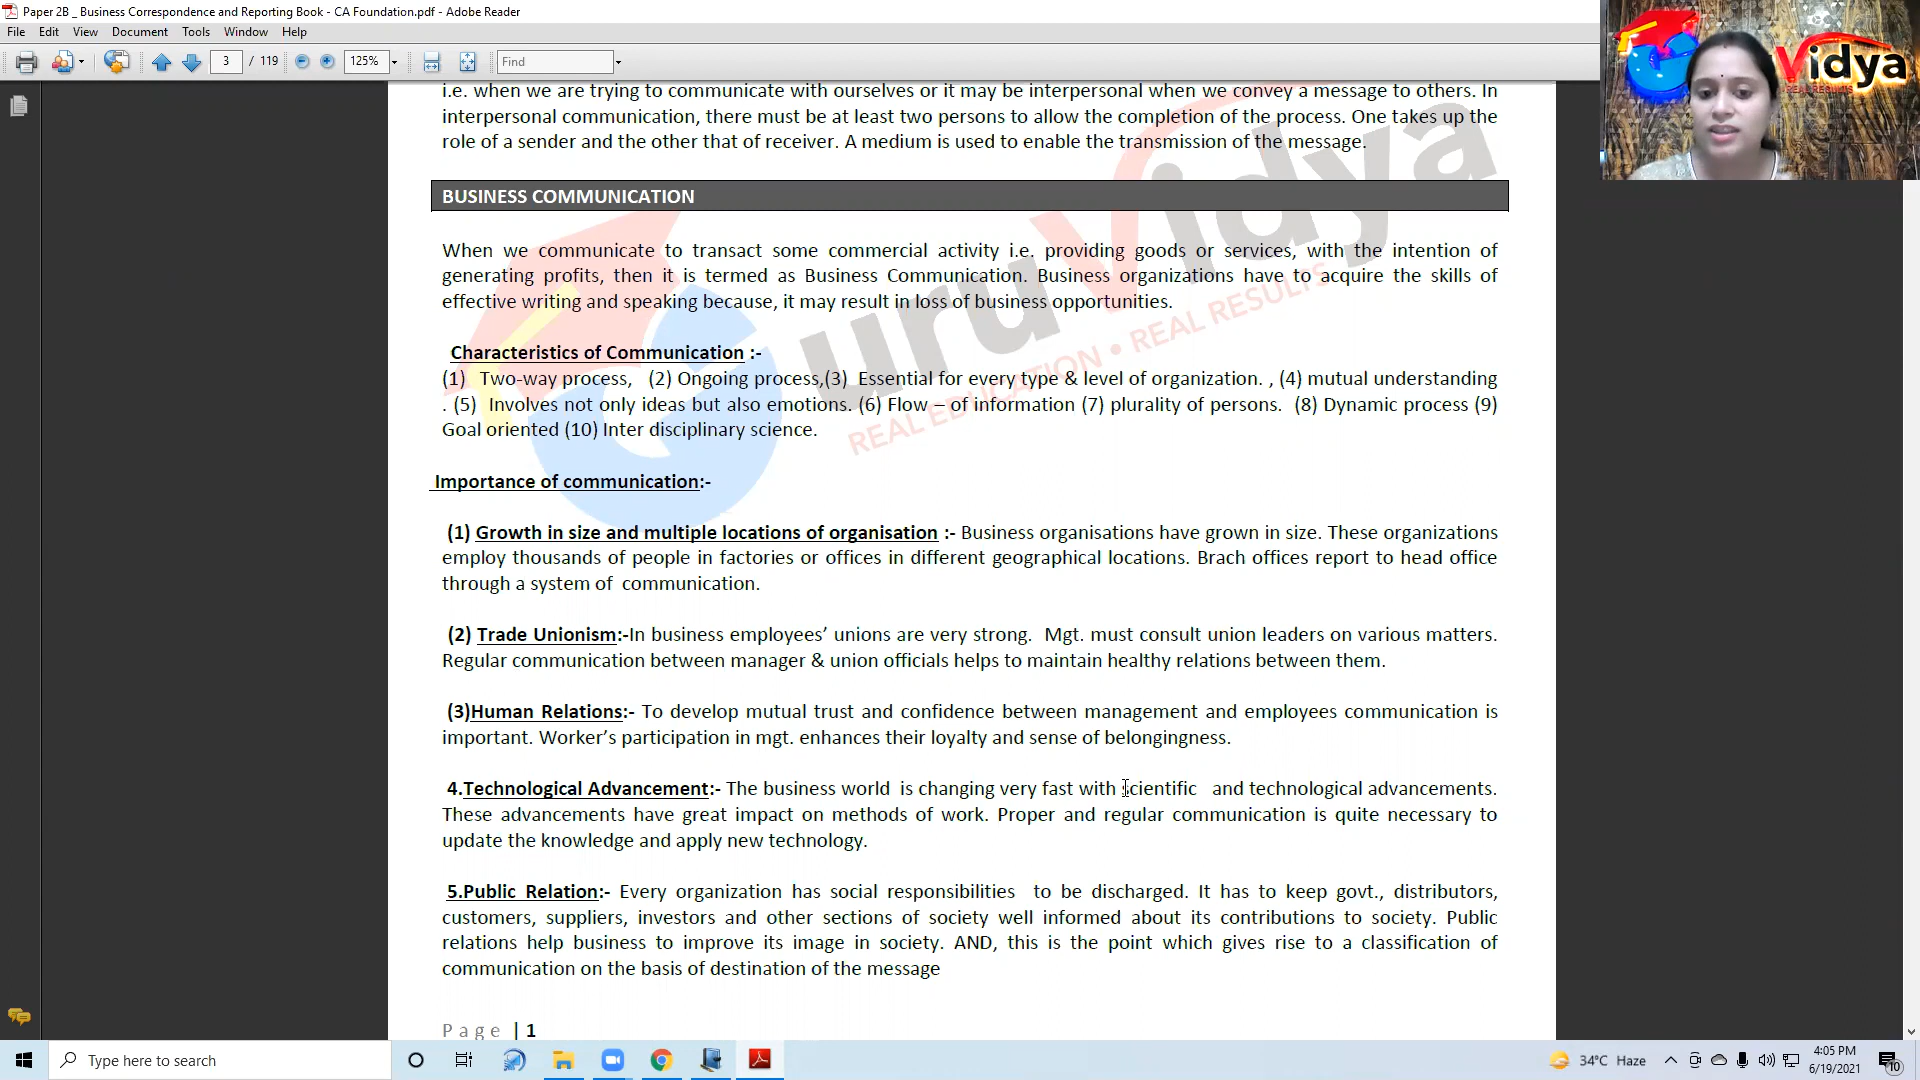 Paper 2B _ Business Correspondence and Reporting Book - CA Foundation.pdf - Adobe Reader
File Edit View Document Tools Window Help
3 / 119 125% Find
Vidya
REAL RESULTS
i.e. when we are trying to communicate with ourselves or it may be interpersonal when we convey a message to others. In
interpersonal communication, there must be at least two persons to allow the completion of the process. One takes up the
role of a sender and the other that of receiver. A medium is used to enable the transmission of the message.
BUSINESS COMMUNICATION
When we communicate to transact some commercial activity i.e. providing goods or services, with the intention of
generating profits, then it is termed as Business Communication. Business organizations have to acquire the skills of
effective writing and speaking because, it may result in loss of business opportunities.
Characteristics of Communication :-
(1) Two-way process, (2) Ongoing process,(3) Essential for every type & level of organization. , (4) mutual understanding
. (5) Involves not only ideas but also emotions. (6) Flow – of information (7) plurality of persons. (8) Dynamic process (9)
Goal oriented (10) Inter disciplinary science.
uruVidya
REAL EDUCATION • REAL RESULTS
Importance of communication:-
(1) Growth in size and multiple locations of organisation :- Business organisations have grown in size. These organizations
employ thousands of people in factories or offices in different geographical locations. Brach offices report to head office
through a system of communication.
(2) Trade Unionism:-In business employees’ unions are very strong. Mgt. must consult union leaders on various matters.
Regular communication between manager & union officials helps to maintain healthy relations between them.
(3)Human Relations:- To develop mutual trust and confidence between management and employees communication is
important. Worker’s participation in mgt. enhances their loyalty and sense of belongingness.
4.Technological Advancement:- The business world is changing very fast with scientific and technological advancements.
These advancements have great impact on methods of work. Proper and regular communication is quite necessary to
update the knowledge and apply new technology.
5.Public Relation:- Every organization has social responsibilities to be discharged. It has to keep govt., distributors,
customers, suppliers, investors and other sections of society well informed about its contributions to society. Public
relations help business to improve its image in society. AND, this is the point which gives rise to a classification of
communication on the basis of destination of the message
Page | 1
Type here to search
34°C Haze
4:05 PM
6/19/2021
10